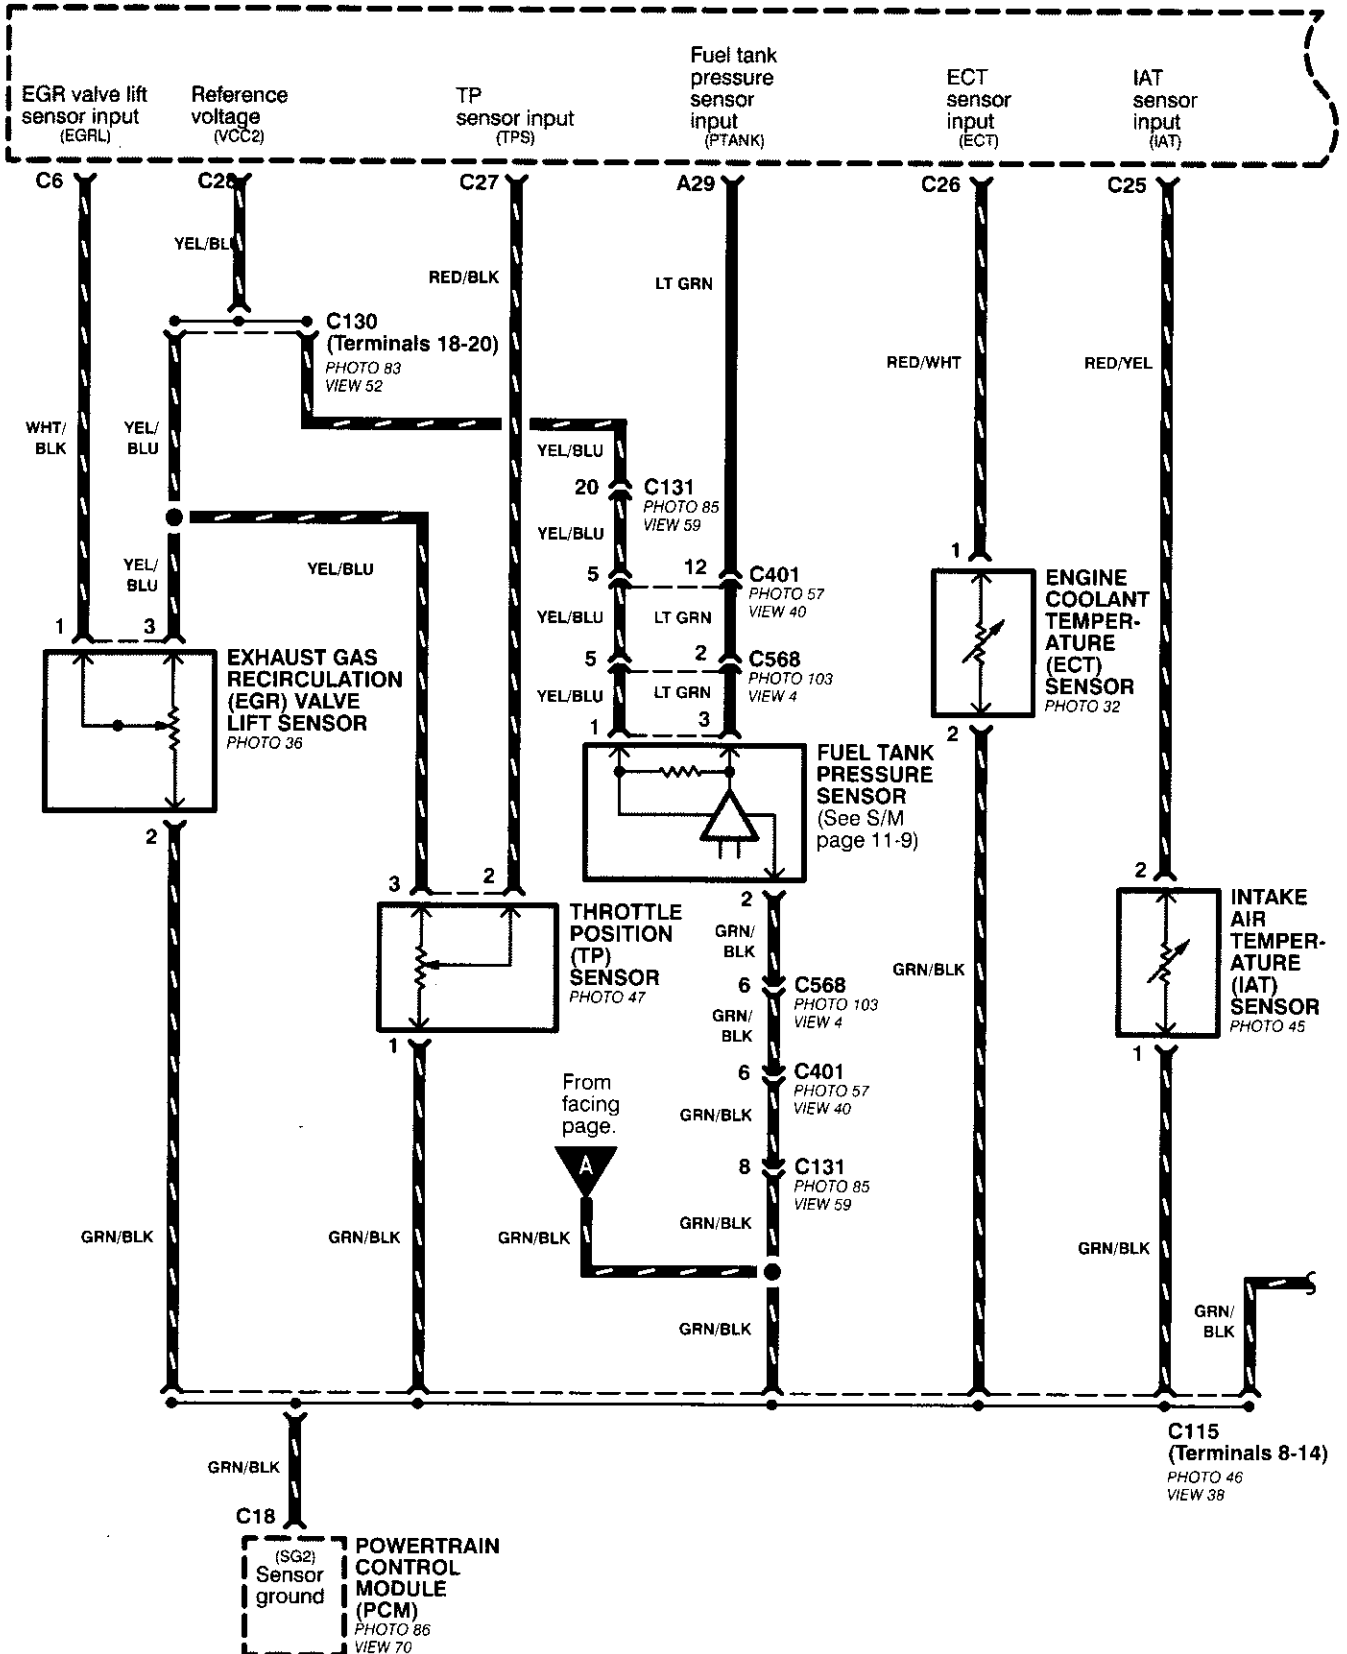 EGR valve lift
sensor input
(EGRL)
Reference
voltage
(VCC2)
TP
sensor input
(TPS)
Fuel tank
pressure
sensor
input
(PTANK)
ECT
sensor
input
(ECT)
IAT
sensor
input
(IAT)
C6
C28
C27
A29
C26
C25
YEL/BLU
RED/BLK
LT GRN
C130
(Terminals 18-20)
PHOTO 83
VIEW 52
RED/WHT
RED/YEL
WHT/
BLK
YEL/
BLU
YEL/BLU
20
C131
PHOTO 85
VIEW 59
YEL/BLU
YEL/
BLU
YEL/BLU
5
12
C401
PHOTO 57
VIEW 40
YEL/BLU
LT GRN
5
2
C568
PHOTO 103
VIEW 4
YEL/BLU
LT GRN
1
3
1
ENGINE
COOLANT
TEMPER-
ATURE
(ECT)
SENSOR
PHOTO 32
2
1
3
EXHAUST GAS
RECIRCULATION
(EGR) VALVE
LIFT SENSOR
PHOTO 36
2
FUEL TANK
PRESSURE
SENSOR
(See S/M
page 11-9)
2
3
2
THROTTLE
POSITION
(TP)
SENSOR
PHOTO 47
1
2
INTAKE
AIR
TEMPER-
ATURE
(IAT)
SENSOR
PHOTO 45
1
GRN/
BLK
6
C568
PHOTO 103
VIEW 4
GRN/
BLK
6
C401
PHOTO 57
VIEW 40
GRN/BLK
GRN/BLK
8
C131
PHOTO 85
VIEW 59
From
facing
page.
A
GRN/BLK
GRN/BLK
GRN/BLK
GRN/BLK
GRN/BLK
GRN/BLK
GRN/
BLK
C115
(Terminals 8-14)
PHOTO 46
VIEW 38
GRN/BLK
C18
(SG2)
Sensor
ground
POWERTRAIN
CONTROL
MODULE
(PCM)
PHOTO 86
VIEW 70